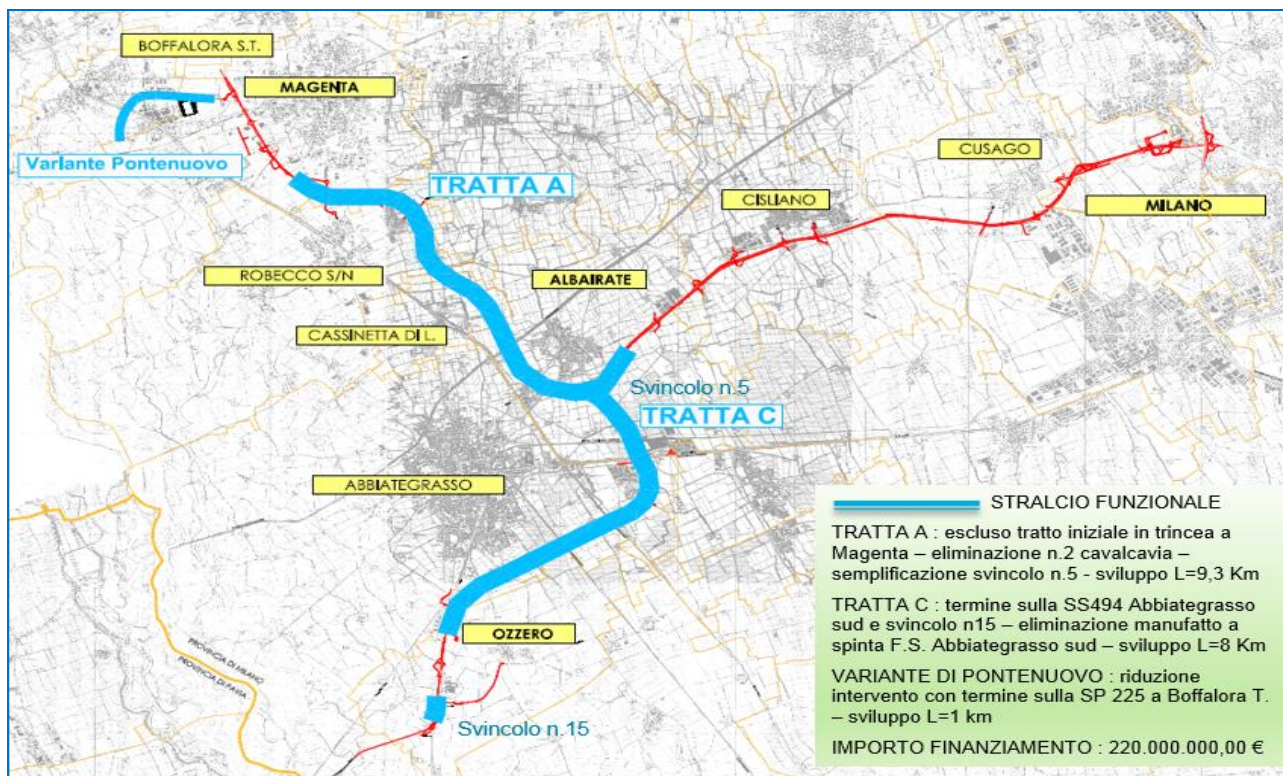 BOFFALORA S.T.
MAGENTA
Variante Pontenuovo
TRATTA A
CUSAGO
CISLIANO
MILANO
ROBECCO S/N
ALBAIRATE
CASSINETTA DI L.
Svincolo n.5
TRATTA C
ABBIATEGRASSO
OZZERO
PROVINCIA DI MILANO
PROVINCIA DI PAVIA
Svincolo n.15
STRALCIO FUNZIONALE
TRATTA A : escluso tratto iniziale in trincea a
Magenta – eliminazione n.2 cavalcavia –
semplificazione svincolo n.5 - sviluppo L=9,3 Km
TRATTA C : termine sulla SS494 Abbiategrasso
sud e svincolo n15 – eliminazione manufatto a
spinta F.S. Abbiategrasso sud – sviluppo L=8 Km
VARIANTE DI PONTENUOVO : riduzione
intervento con termine sulla SP 225 a Boffalora T.
– sviluppo L=1 km
IMPORTO FINANZIAMENTO : 220.000.000,00 €